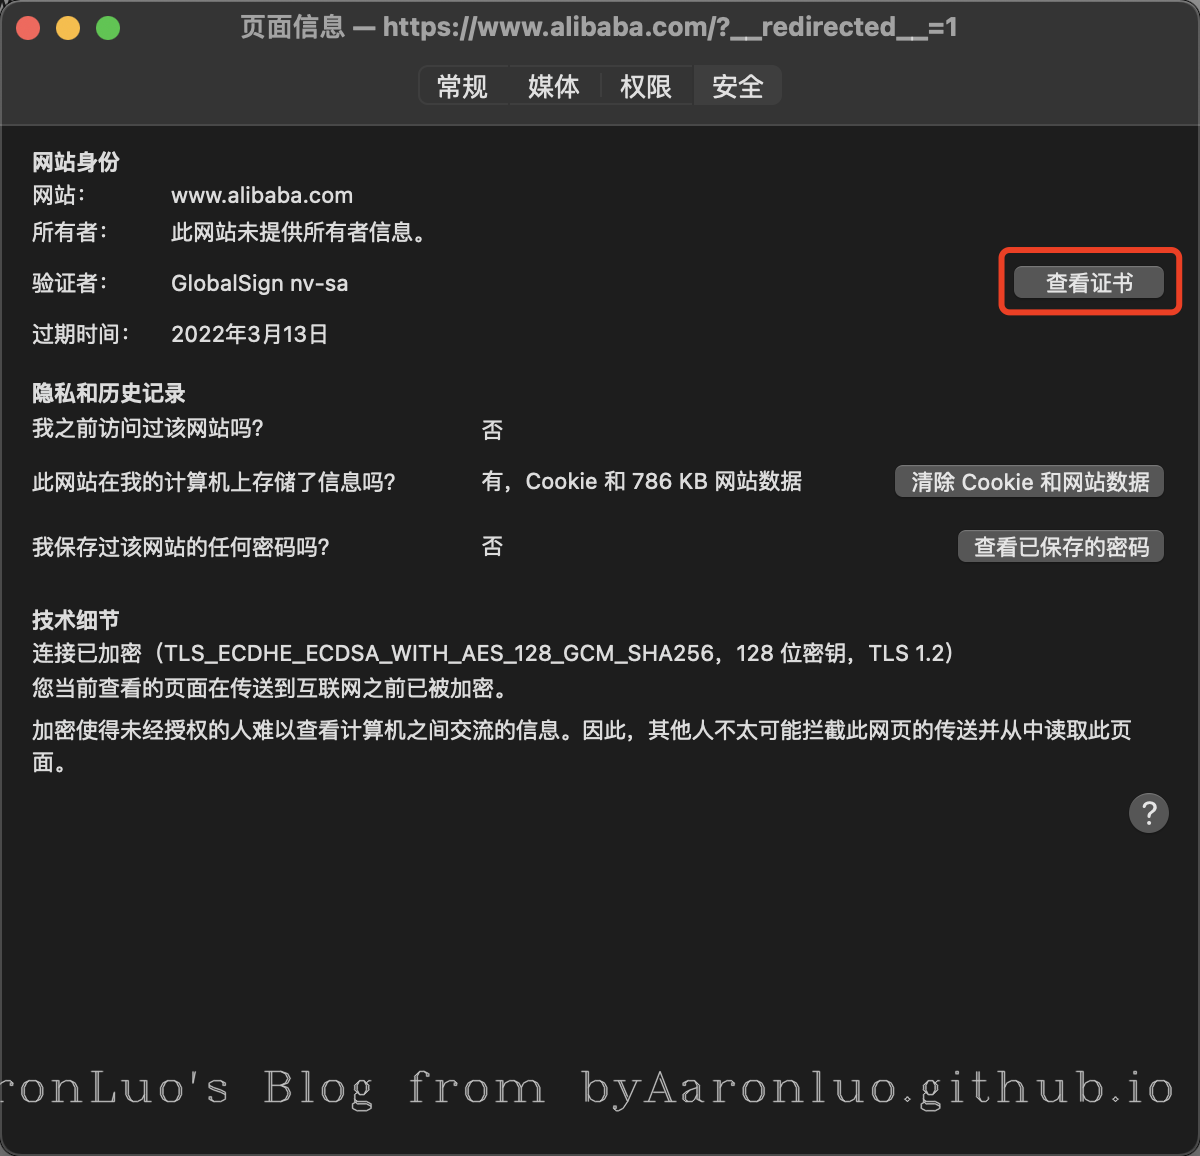 页面信息 — https://www.alibaba.com/?__redirected__=1
常规 媒体 权限 安全
网站身份
网站： www.alibaba.com
所有者： 此网站未提供所有者信息。
验证者： GlobalSign nv-sa 查看证书
过期时间： 2022年3月13日
隐私和历史记录
我之前访问过该网站吗？ 否
此网站在我的计算机上存储了信息吗？ 有，Cookie 和 786 KB 网站数据 清除 Cookie 和网站数据
我保存过该网站的任何密码吗？ 否 查看已保存的密码
技术细节
连接已加密（TLS_ECDHE_ECDSA_WITH_AES_128_GCM_SHA256，128 位密钥，TLS 1.2）
您当前查看的页面在传送到互联网之前已被加密。
加密使得未经授权的人难以查看计算机之间交流的信息。因此，其他人不太可能拦截此网页的传送并从中读取此页
面。
?
ronLuo's Blog from byAaronluo.github.io